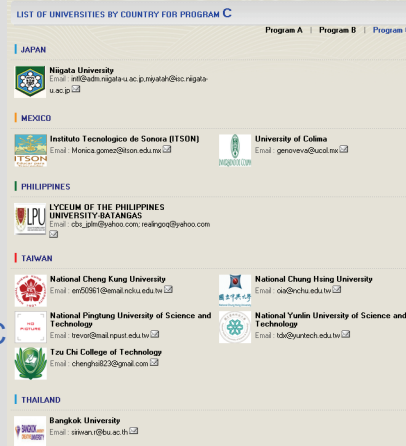 LIST OF UNIVERSITIES BY COUNTRY FOR PROGRAM C
Program A | Program B | Program
JAPAN
Niigata University
Email : intl@adm.niigata-u.ac.jp,miyatah@isc.niigata-
u.ac.jp
MEXICO
Instituto Tecnologico de Sonora (ITSON)
Email : Monica.gomez@itson.edu.mx
ITSON
University of Colima
Email : genoveva@ucol.mx
PHILIPPINES
LPU
LYCEUM OF THE PHILIPPINES
UNIVERSITY-BATANGAS
Email : cbs_jplm@yahoo.com; realingoq@yahoo.com
TAIWAN
National Cheng Kung University
Email : em50961@email.ncku.edu.tw
National Chung Hsing University
Email : oia@nchu.edu.tw
NO
PICTURE
National Pingtung University of Science and
Technology
Email : trevor@mail.npust.edu.tw
National Yunlin University of Science and
Technology
Email : tdx@yuntech.edu.tw
Tzu Chi College of Technology
Email : chenghsi823@gmail.com
THAILAND
Bangkok University
Email : siriwan.r@bu.ac.th